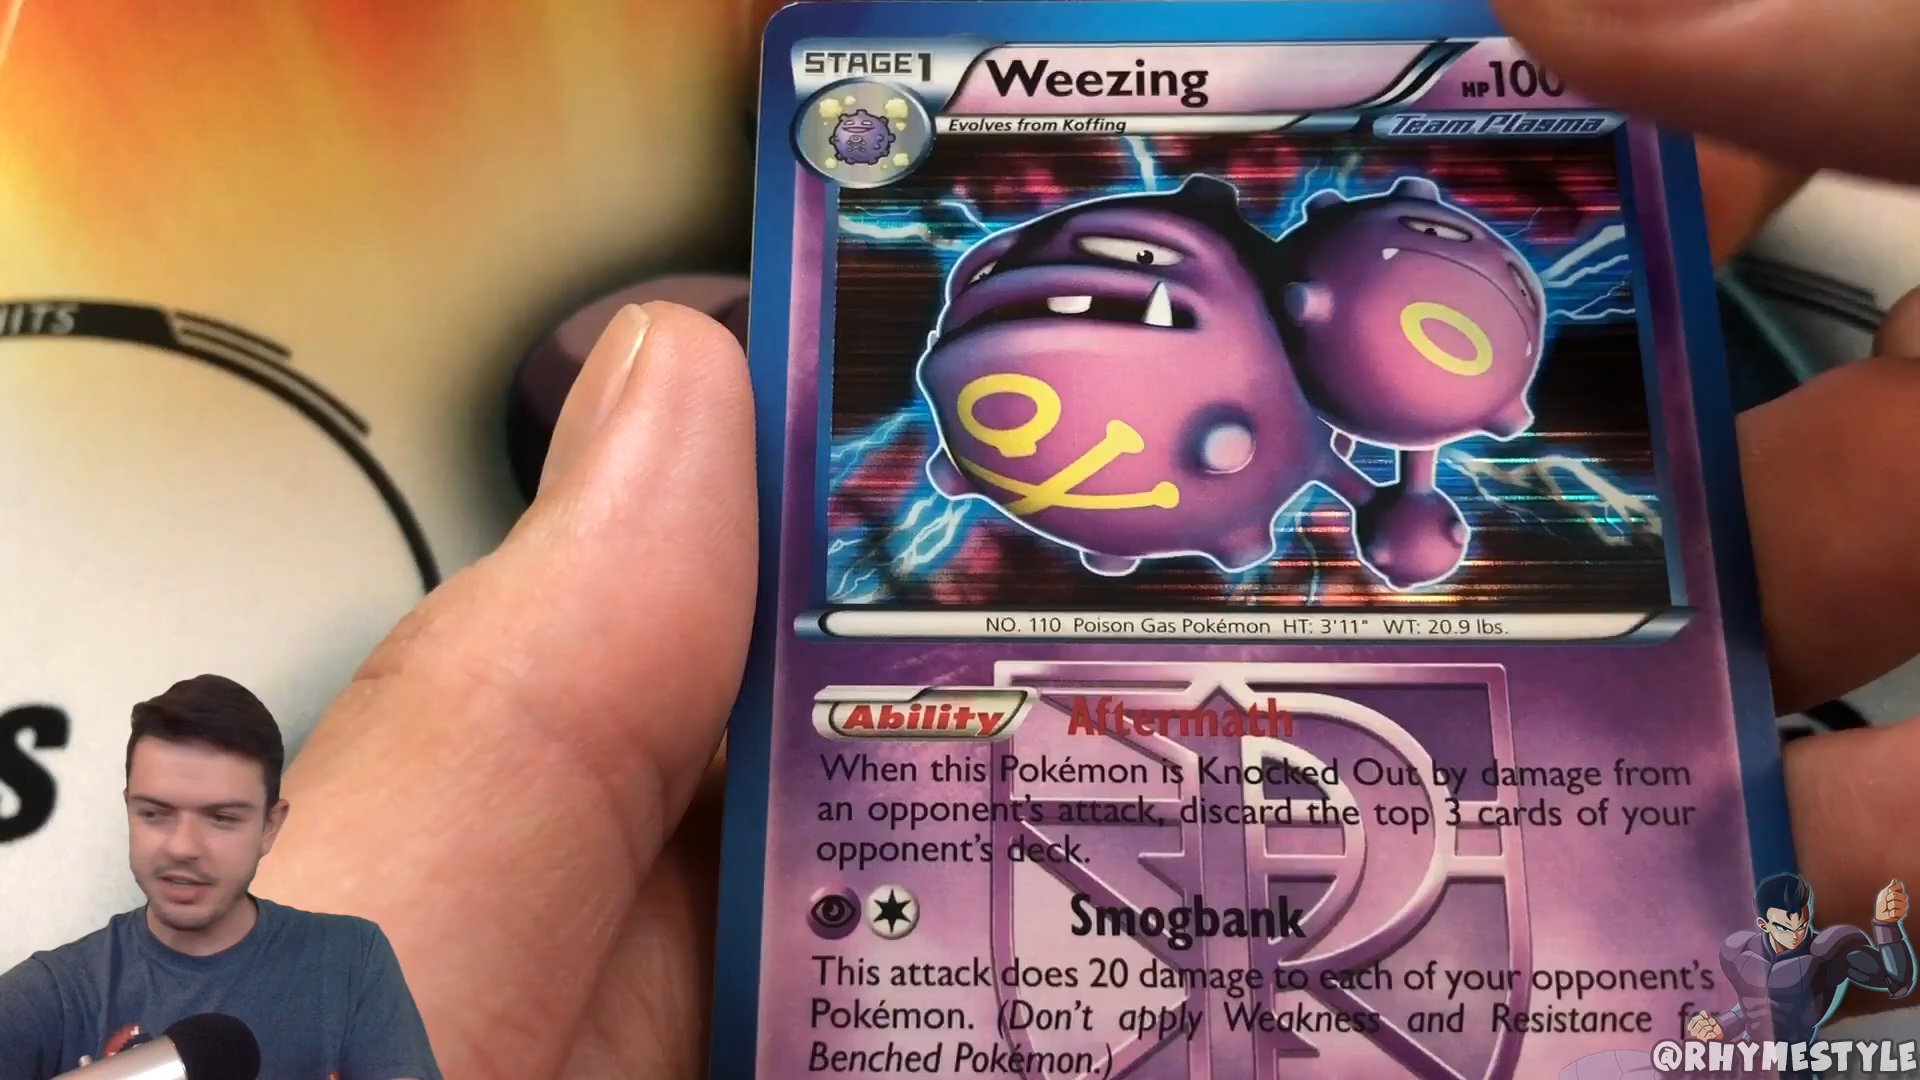 STAGE1
Weezing
HP100
Evolves from Koffing
Team Plasma
NO. 110 Poison Gas Pokémon HT: 3'11" WT: 20.9 lbs.
Ability Aftermath
When this Pokémon is Knocked Out by damage from
an opponent's attack, discard the top 3 cards of your
opponent's deck.
Smogbank
This attack does 20 damage to each of your opponent's
Pokémon. (Don't apply Weakness and Resistance
Benched Pokémon.)
@RHYMESTYLE